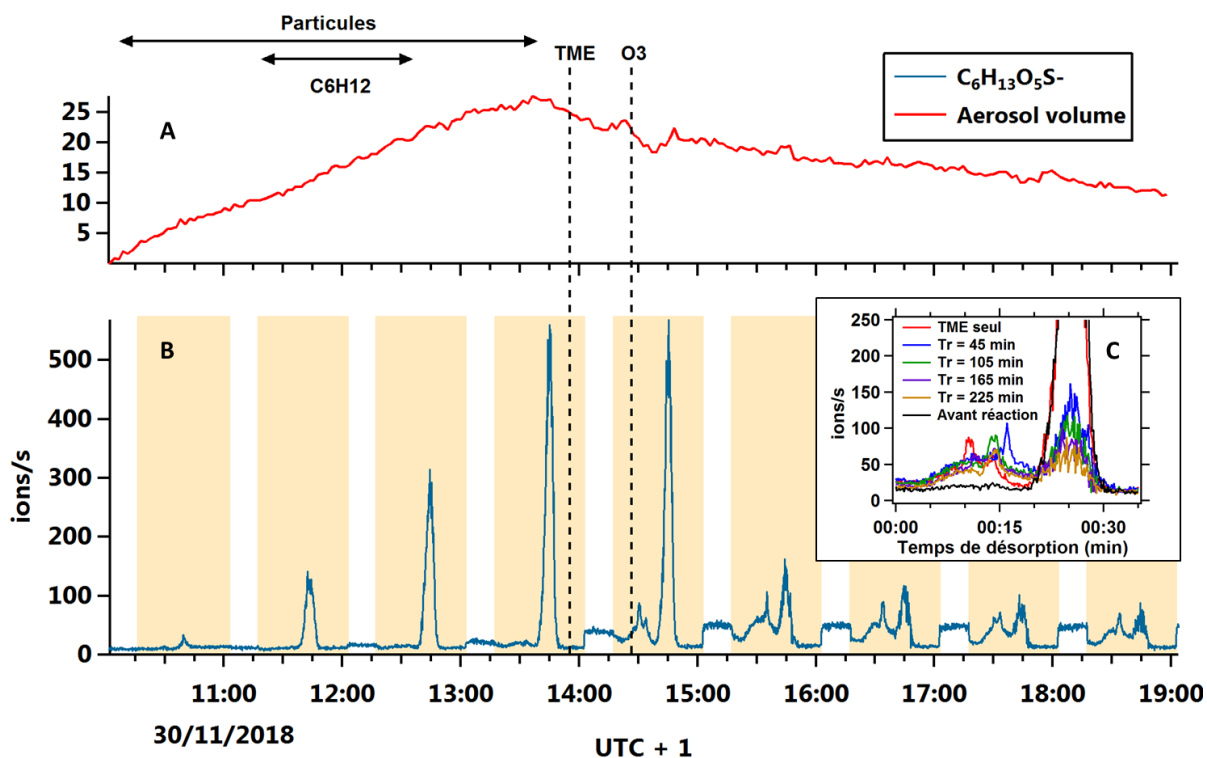 Particules
TME
O3
C6H12
C₆H₁₃O₅S-
Aerosol volume
A
25
20
15
10
5
B
500
400
300
200
100
0
ions/s
C
250
200
150
100
50
0
ions/s
TME seul
Tr = 45 min
Tr = 105 min
Tr = 165 min
Tr = 225 min
Avant réaction
00:00
00:15
00:30
Temps de désorption (min)
11:00
12:00
13:00
14:00
15:00
16:00
17:00
18:00
19:00
30/11/2018
UTC + 1